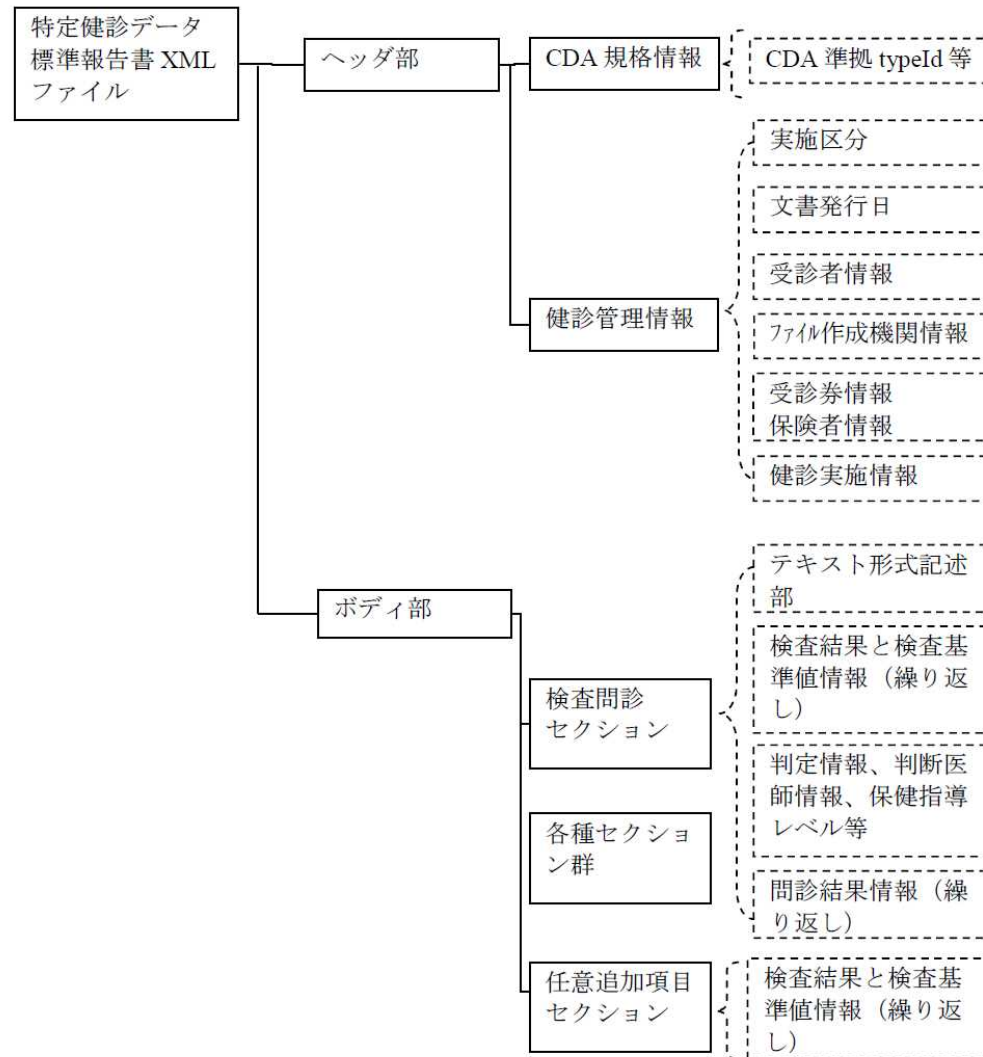 特定健診データ
標準報告書 XML
ファイル
ヘッダ部
CDA 規格情報
CDA 準拠 typeId 等
実施区分
文書発行日
受診者情報
健診管理情報
ﾌｧｲﾙ作成機関情報
受診券情報
保険者情報
健診実施情報
ボディ部
テキスト形式記述
部
検査結果と検査基
準値情報（繰り返
し）
検査問診
セクション
判定情報、判断医
師情報、保健指導
レベル等
各種セクショ
ン群
問診結果情報（繰
り返し）
任意追加項目
セクション
検査結果と検査基
準値情報（繰り返
し）